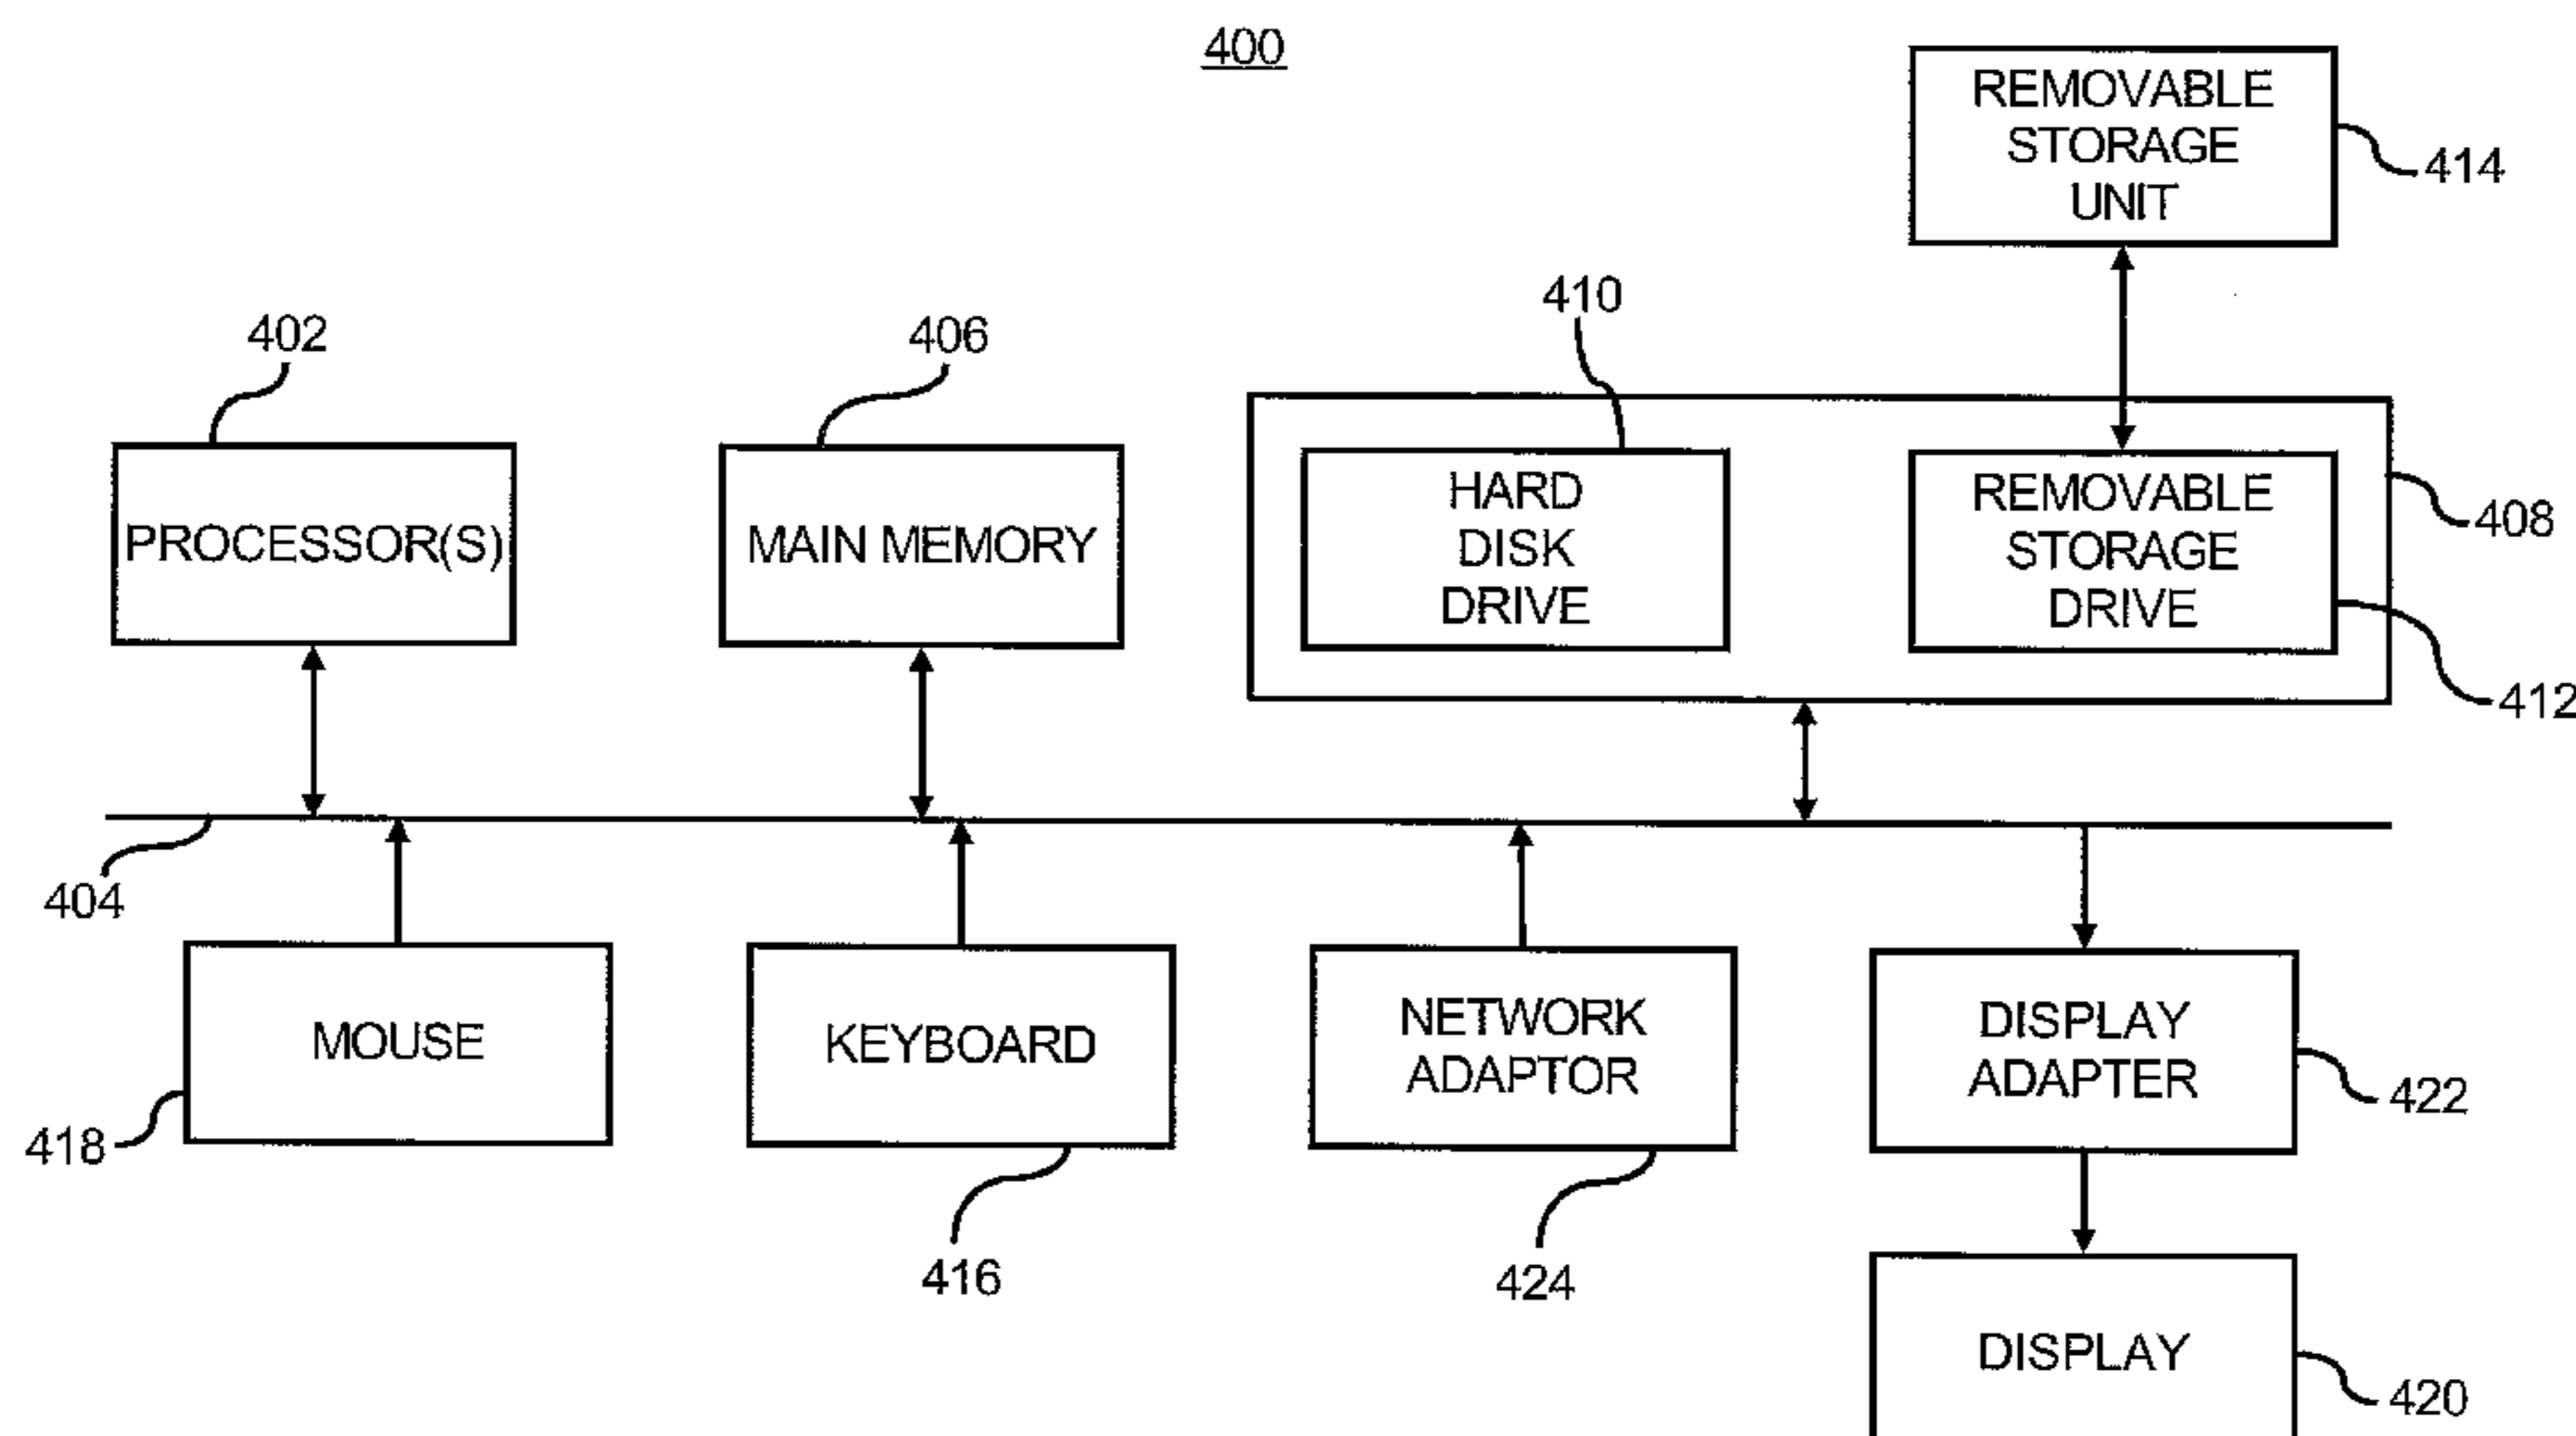 400
REMOVABLE
STORAGE
UNIT
414
410
402
406
PROCESSOR(S)
MAIN MEMORY
HARD
DISK
DRIVE
REMOVABLE
STORAGE
DRIVE
408
412
404
MOUSE
KEYBOARD
NETWORK
ADAPTOR
DISPLAY
ADAPTER
422
418
416
424
DISPLAY
420